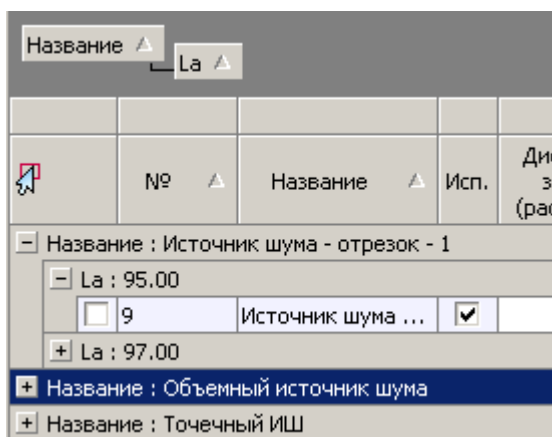 Название
La
№ Название Исп.
Название : Источник шума - отрезок - 1
La : 95.00
9 Источник шума ...
La : 97.00
Название : Объемный источник шума
Название : Точечный ИШ